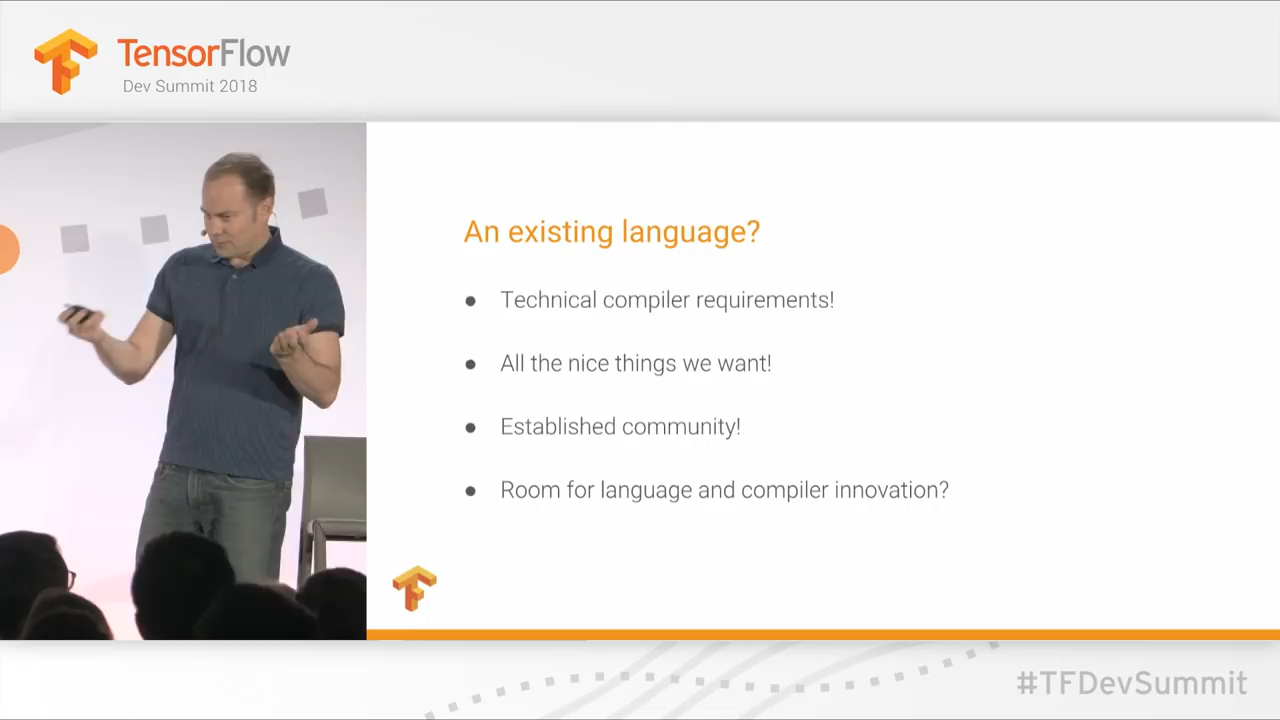 TensorFlow
Dev Summit 2018
An existing language?
● Technical compiler requirements!
● All the nice things we want!
● Established community!
● Room for language and compiler innovation?
#TFDevSummit